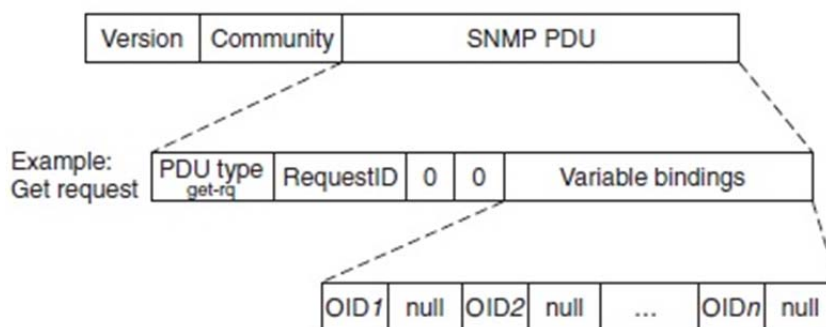 Version Community SNMP PDU
Example:
Get request
PDU type
get-rq
RequestID 0 0 Variable bindings
OID1 null OID2 null ... OIDn null